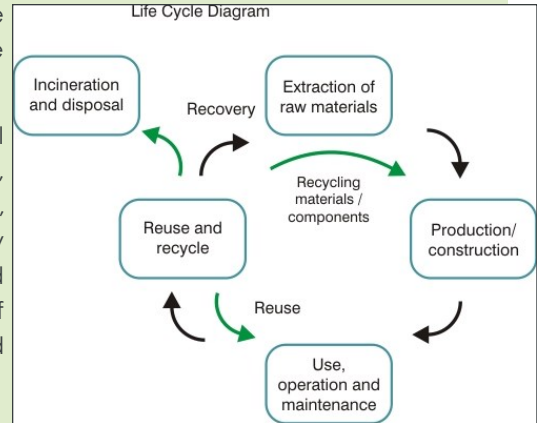 Life Cycle Diagram
Incineration
and disposal
Recovery
Extraction of
raw materials
Recycling
materials /
components
Reuse and
recycle
Production/
construction
Reuse
Use,
operation and
maintenance